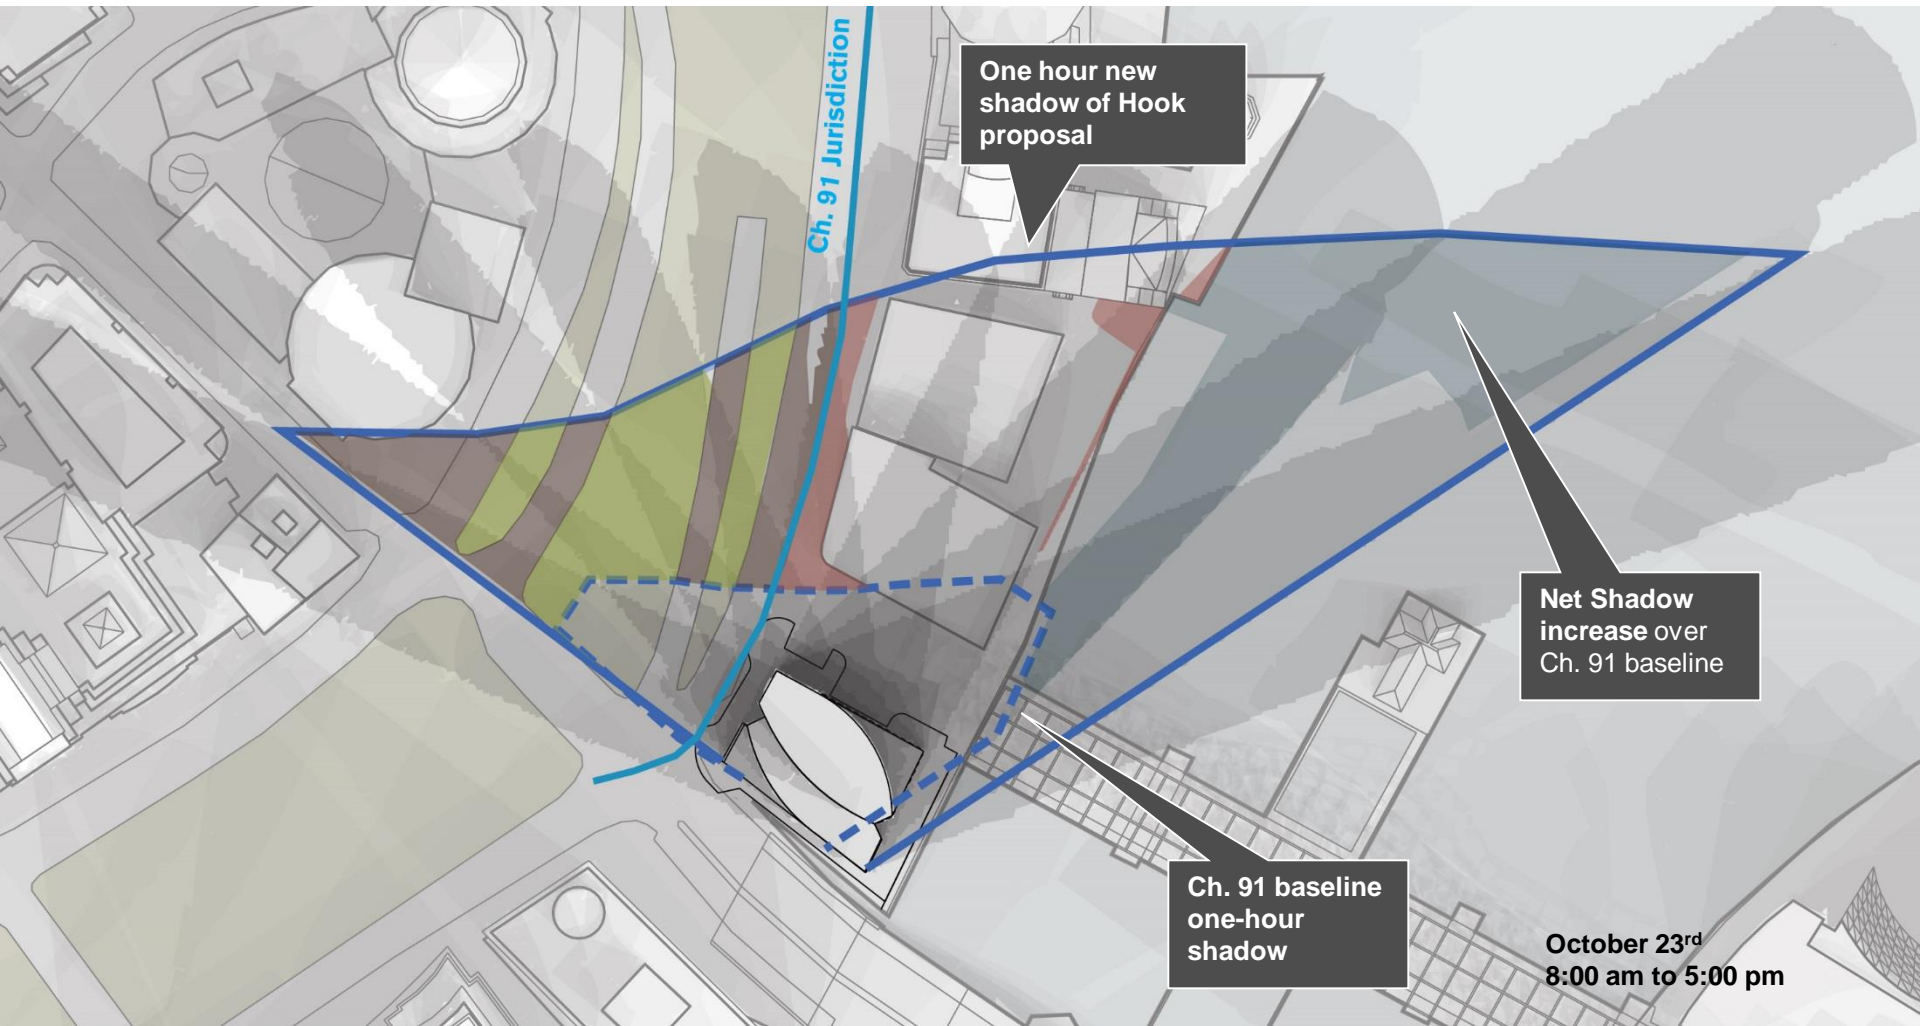 Ch. 91 Jurisdiction
One hour new
shadow of Hook
proposal
Net Shadow
increase over
Ch. 91 baseline
Ch. 91 baseline
one-hour
shadow
October 23rd
8:00 am to 5:00 pm